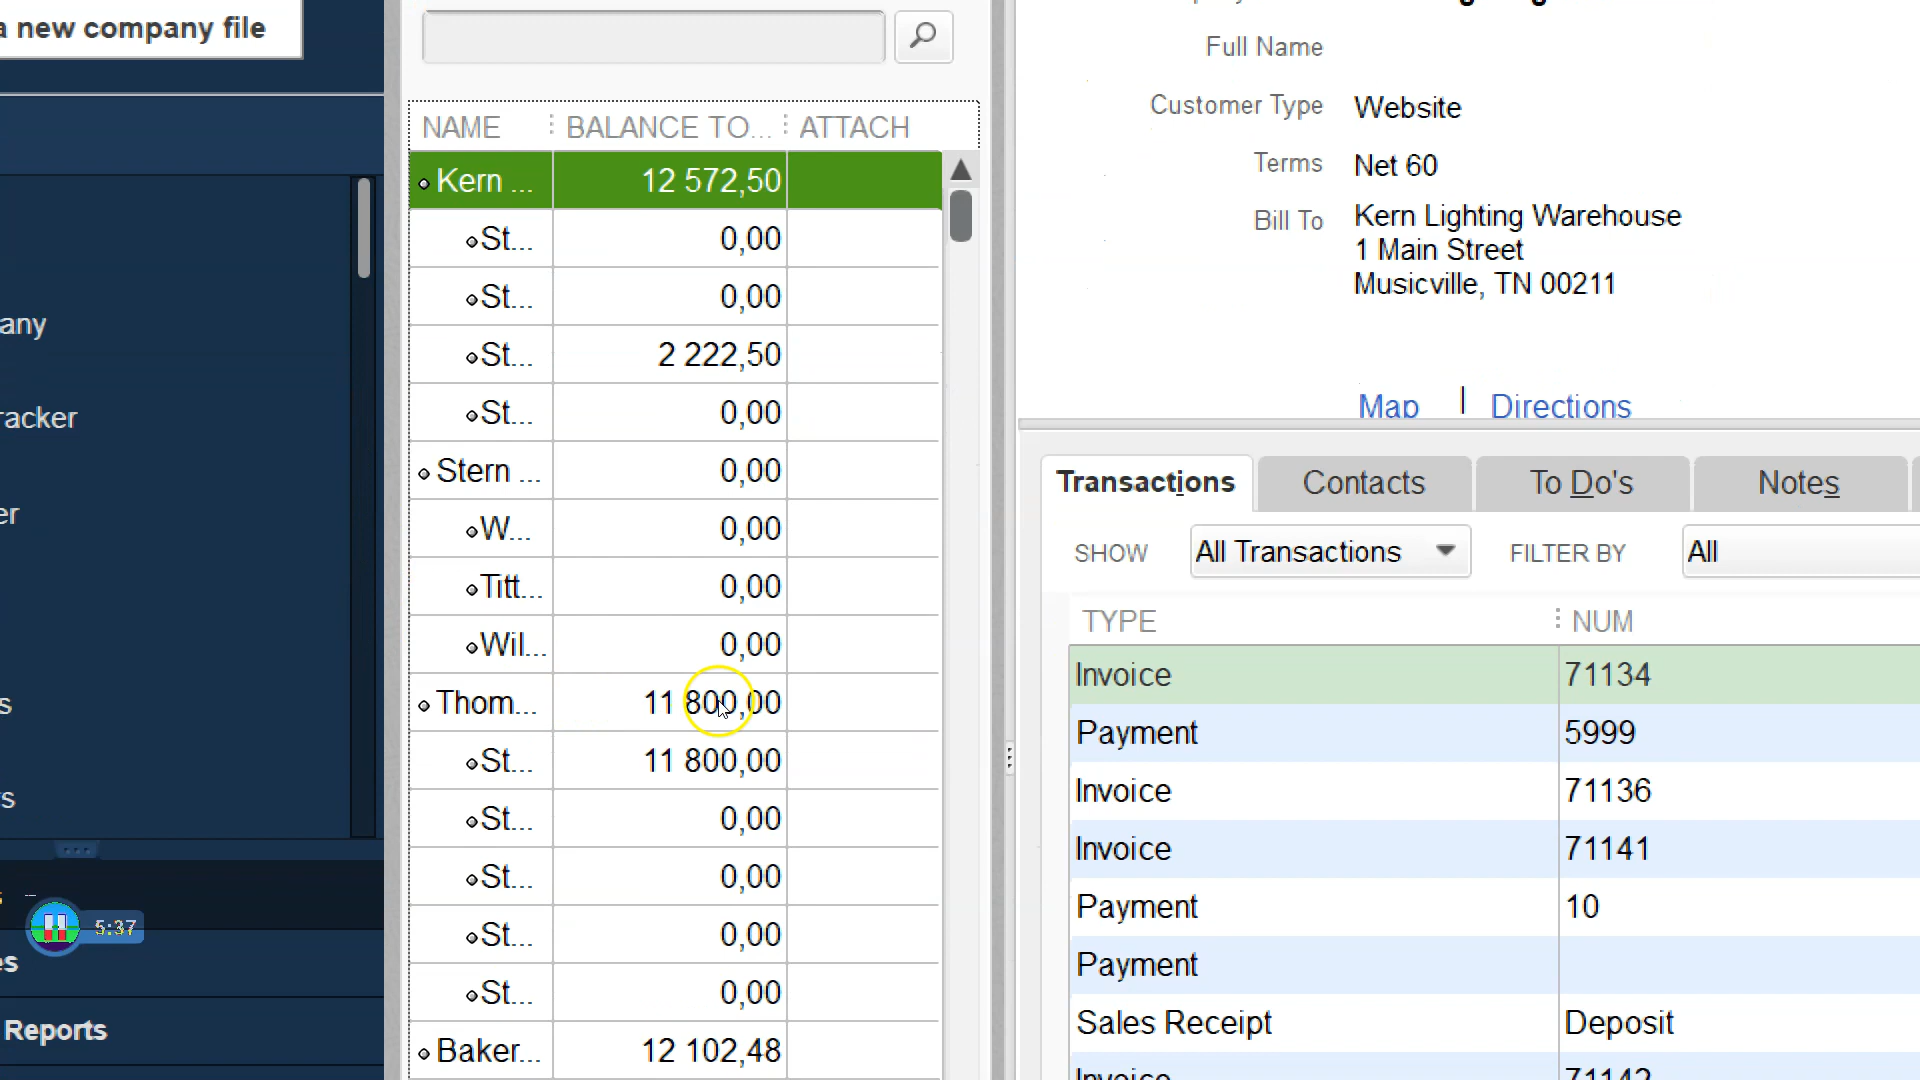 a new company file
any
racker
er
s
s
5:37
es
Reports
NAME BALANCE TO... ATTACH
Kern ... 12 572,50
St... 0,00
St... 0,00
St... 2 222,50
St... 0,00
Stern ... 0,00
W... 0,00
Titt... 0,00
Wil... 0,00
Thom... 11 800,00
St... 11 800,00
St... 0,00
St... 0,00
St... 0,00
St... 0,00
Baker... 12 102,48
Full Name
Customer Type Website
Terms Net 60
Bill To Kern Lighting Warehouse
1 Main Street
Musicville, TN 00211
Map | Directions
Transactions Contacts To Do's Notes
SHOW All Transactions FILTER BY All
TYPE NUM
Invoice 71134
Payment 5999
Invoice 71136
Invoice 71141
Payment 10
Payment
Sales Receipt Deposit
Invoice 71142